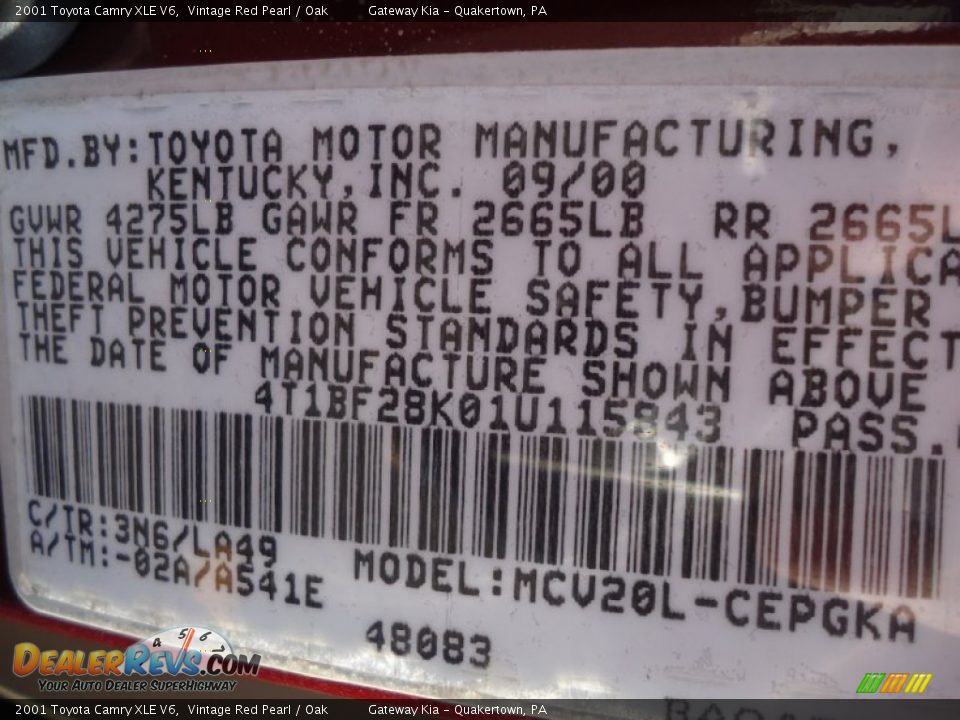 2001 Toyota Camry XLE V6, Vintage Red Pearl / Oak Gateway Kia - Quakertown, PA
MFD.BY:TOYOTA MOTOR MANUFACTURING,
KENTUCKY,INC. 09/00
GVWR 4275LB GAWR FR 2665LB RR 2665L
THIS VEHICLE CONFORMS TO ALL APPLICA
FEDERAL MOTOR VEHICLE SAFETY,BUMPER
THEFT PREVENTION STANDARDS IN EFFECT
THE DATE OF MANUFACTURE SHOWN ABOVE
4T1BF28K01U115843 PASS.
C/TR:3N6/LA49
A/TM:-02A/A541E
MODEL:MCV20L-CEPGKA
48083
4 5 6 7
DEALERREVS.COM
YOUR AUTO DEALER SUPERHIGHWAY
2001 Toyota Camry XLE V6, Vintage Red Pearl / Oak Gateway Kia - Quakertown, PA